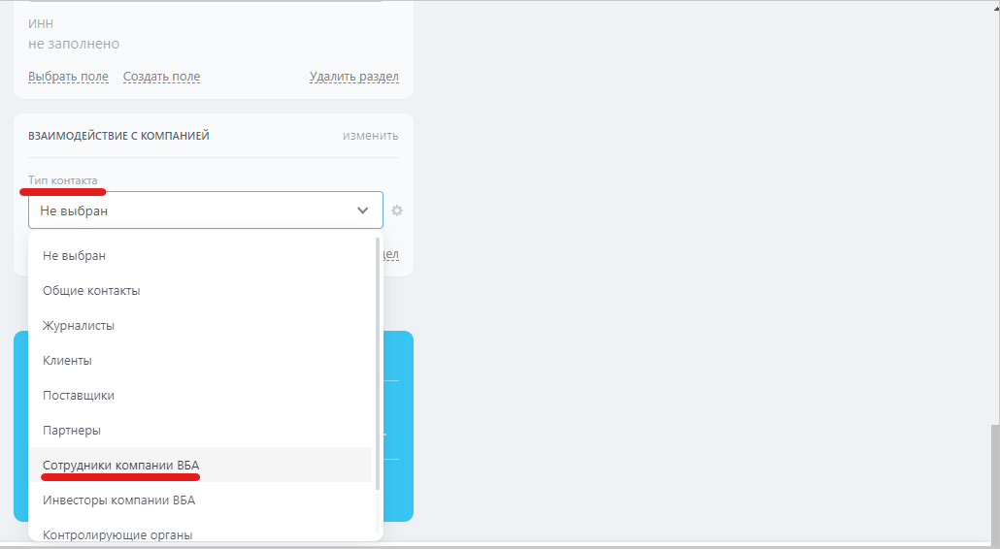 ИНН
не заполнено
Выбрать поле Создать поле Удалить раздел
ВЗАИМОДЕЙСТВИЕ С КОМПАНИЕЙ изменить
Тип контакта
Не выбран
Не выбран
Общие контакты
Журналисты
Клиенты
Поставщики
Партнеры
Сотрудники компании ВБА
Инвесторы компании ВБА
Контролирующие органы